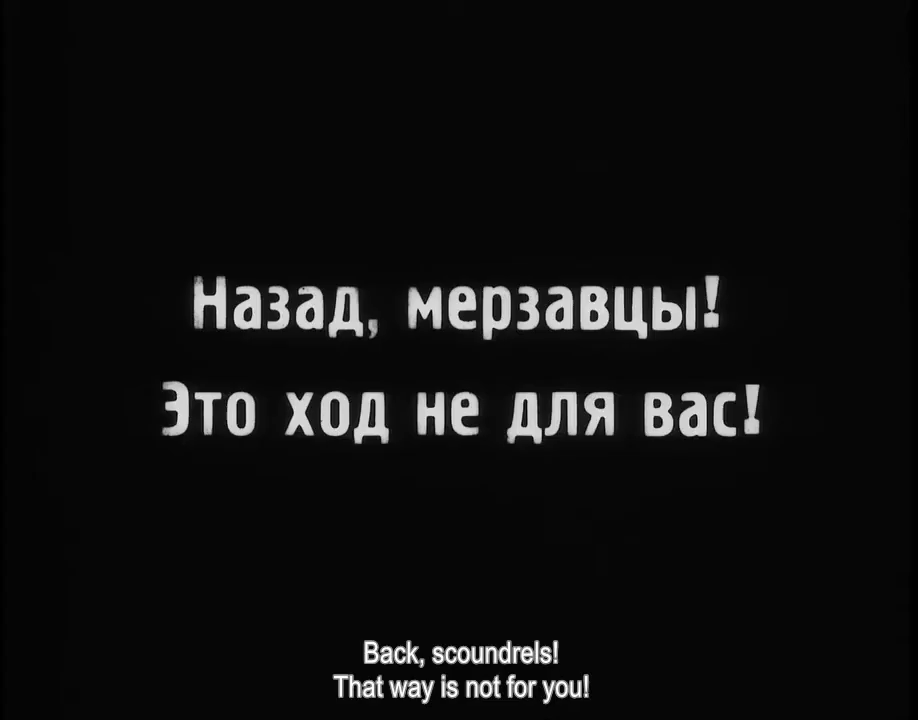 Назад, мерзавцы!
Это ход не для вас!
Back, scoundrels!
That way is not for you!